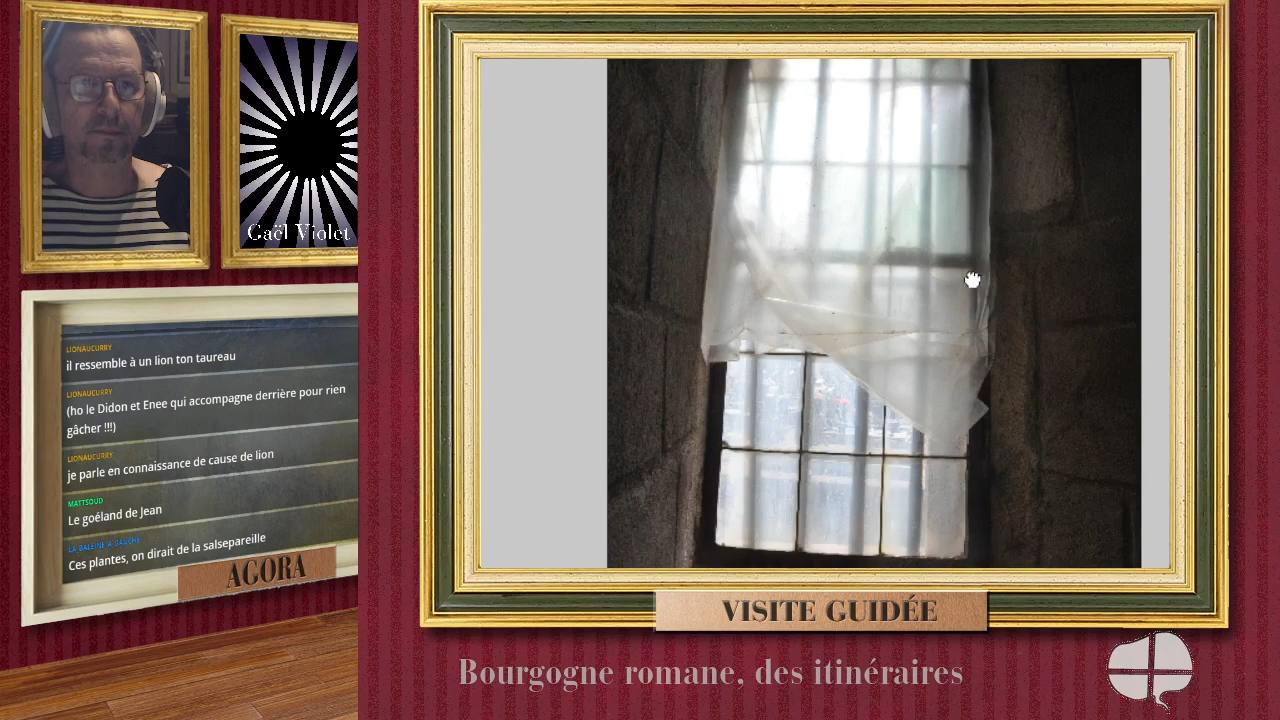 Gaël Violet
LIONAUCURRY
il ressemble à un lion ton taureau
LIONAUCURRY
(ho le Didon et Enee qui accompagne derrière pour rien
gâcher !!!)
LIONAUCURRY
je parle en connaissance de cause de lion
MATTSOUD
Le goéland de Jean
LA BALEINE A GAUCHE
Ces plantes, on dirait de la salsepareille
AGORA
VISITE GUIDÉE
Bourgogne romane, des itinéraires